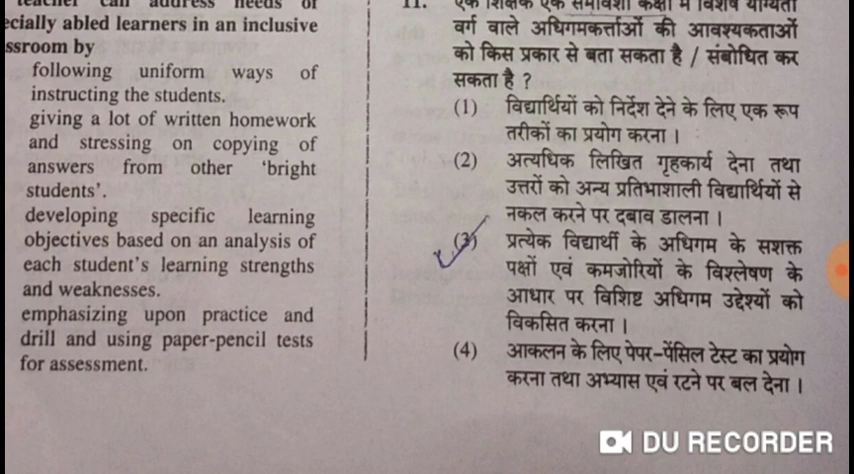 teacher can address needs of
ecially abled learners in an inclusive
ssroom by
following uniform ways of
instructing the students.
giving a lot of written homework
and stressing on copying of
answers from other 'bright
students'.
developing specific learning
objectives based on an analysis of
each student's learning strengths
and weaknesses.
emphasizing upon practice and
drill and using paper-pencil tests
for assessment.
11. एक शिक्षक एक समावेशी कक्षा में विशेष योग्यता
वर्ग वाले अधिगमकर्त्ताओं की आवश्यकताओं
को किस प्रकार से बता सकता है / संबोधित कर
सकता है ?
(1) विद्यार्थियों को निर्देश देने के लिए एक रूप
तरीकों का प्रयोग करना ।
(2) अत्यधिक लिखित गृहकार्य देना तथा
उत्तरों को अन्य प्रतिभाशाली विद्यार्थियों से
नकल करने पर दबाव डालना ।
(3) प्रत्येक विद्यार्थी के अधिगम के सशक्त
पक्षों एवं कमजोरियों के विश्लेषण के
आधार पर विशिष्ट अधिगम उद्देश्यों को
विकसित करना ।
(4) आकलन के लिए पेपर-पेंसिल टेस्ट का प्रयोग
करना तथा अभ्यास एवं रटने पर बल देना ।
DU RECORDER